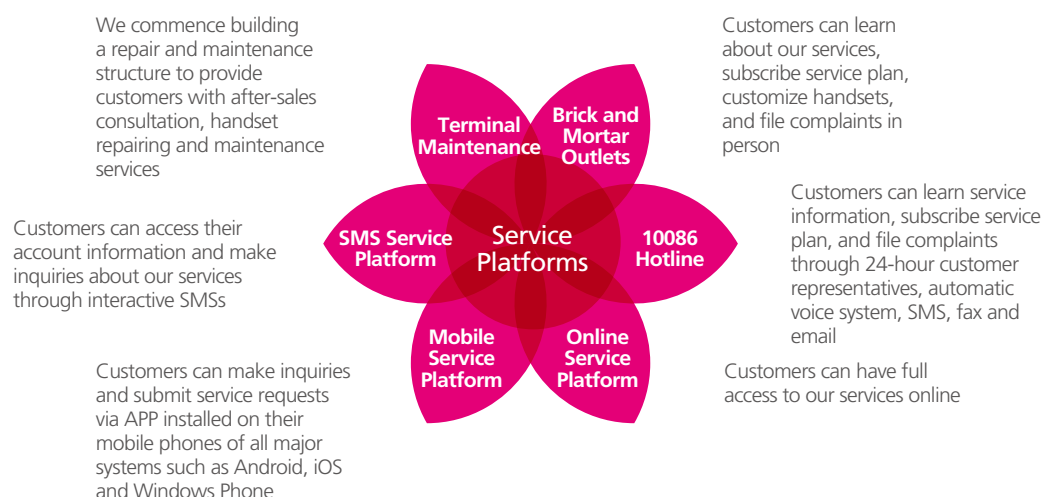 We commence building
a repair and maintenance
structure to provide
customers with after-sales
consultation, handset
repairing and maintenance
services
Customers can learn
about our services,
subscribe service plan,
customize handsets,
and file complaints in
person
Terminal
Maintenance
Brick and
Mortar
Outlets
Customers can access their
account information and make
inquiries about our services
through interactive SMSs
SMS Service
Platform
Service
Platforms
10086
Hotline
Customers can learn service
information, subscribe service
plan, and file complaints
through 24-hour customer
representatives, automatic
voice system, SMS, fax and
email
Mobile
Service
Platform
Online
Service
Platform
Customers can make inquiries
and submit service requests
via APP installed on their
mobile phones of all major
systems such as Android, iOS
and Windows Phone
Customers can have full
access to our services online